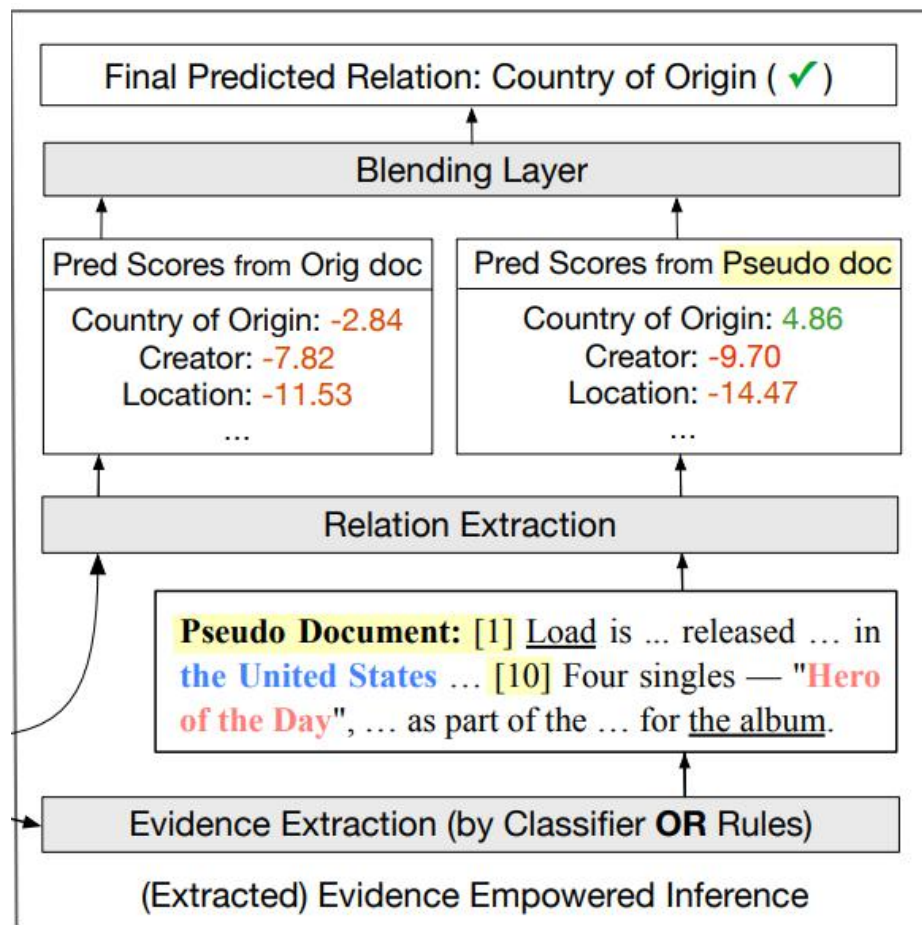 Final Predicted Relation: Country of Origin ( ✓ )
Blending Layer
Pred Scores from Orig doc
Country of Origin: -2.84
Creator: -7.82
Location: -11.53
...
Pred Scores from Pseudo doc
Country of Origin: 4.86
Creator: -9.70
Location: -14.47
...
Relation Extraction
Pseudo Document: [1] Load is ... released … in
the United States … [10] Four singles — "Hero
of the Day", … as part of the … for the album.
Evidence Extraction (by Classifier OR Rules)
(Extracted) Evidence Empowered Inference